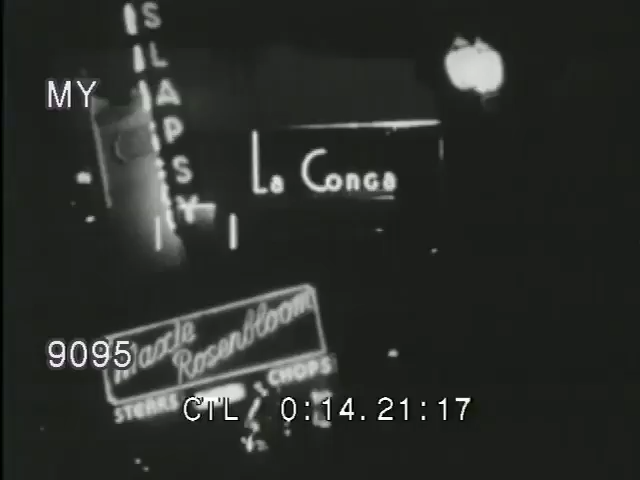 SLAPSY
MY
La Conga
Maxie
Rosenbloom
9095
STEAKS & CHOPS
CTL 0:14.21:17